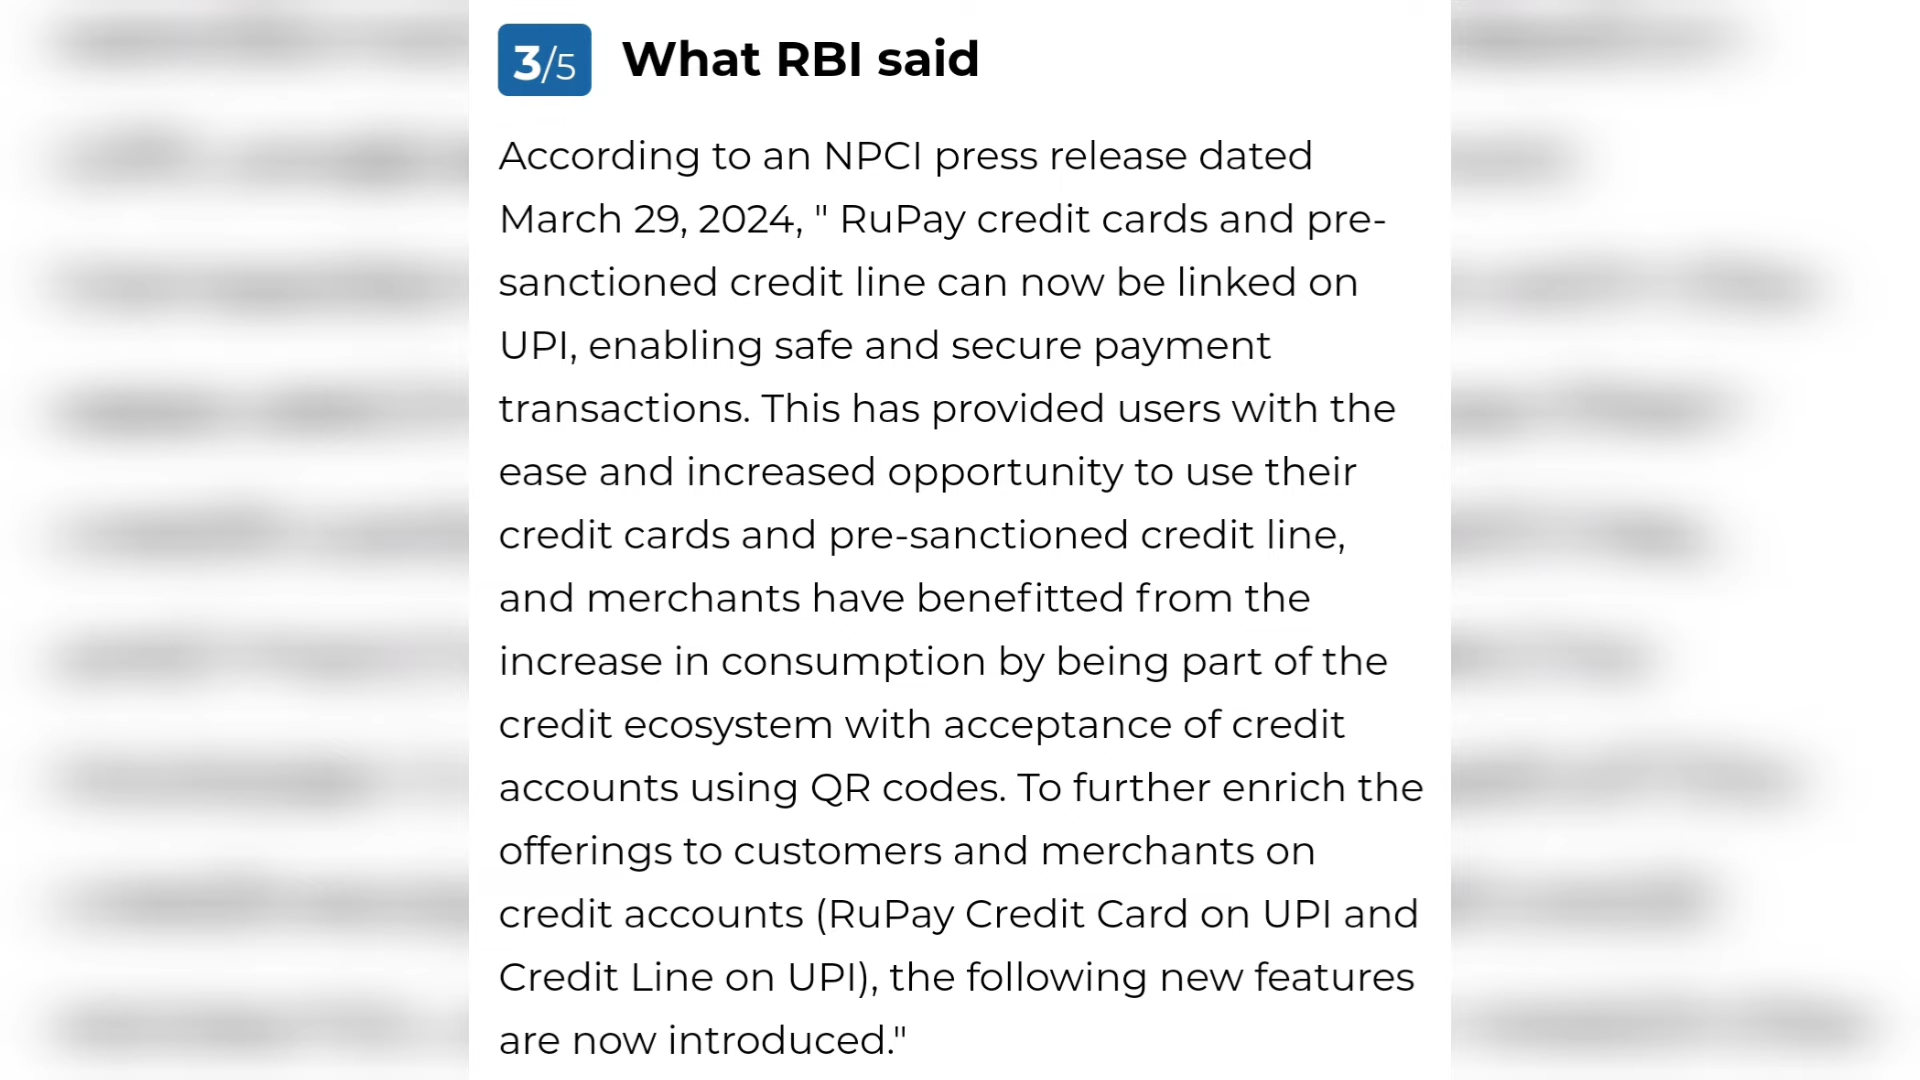 3/5 What RBI said
According to an NPCI press release dated
March 29, 2024, " RuPay credit cards and pre-
sanctioned credit line can now be linked on
UPI, enabling safe and secure payment
transactions. This has provided users with the
ease and increased opportunity to use their
credit cards and pre-sanctioned credit line,
and merchants have benefitted from the
increase in consumption by being part of the
credit ecosystem with acceptance of credit
accounts using QR codes. To further enrich the
offerings to customers and merchants on
credit accounts (RuPay Credit Card on UPI and
Credit Line on UPI), the following new features
are now introduced."